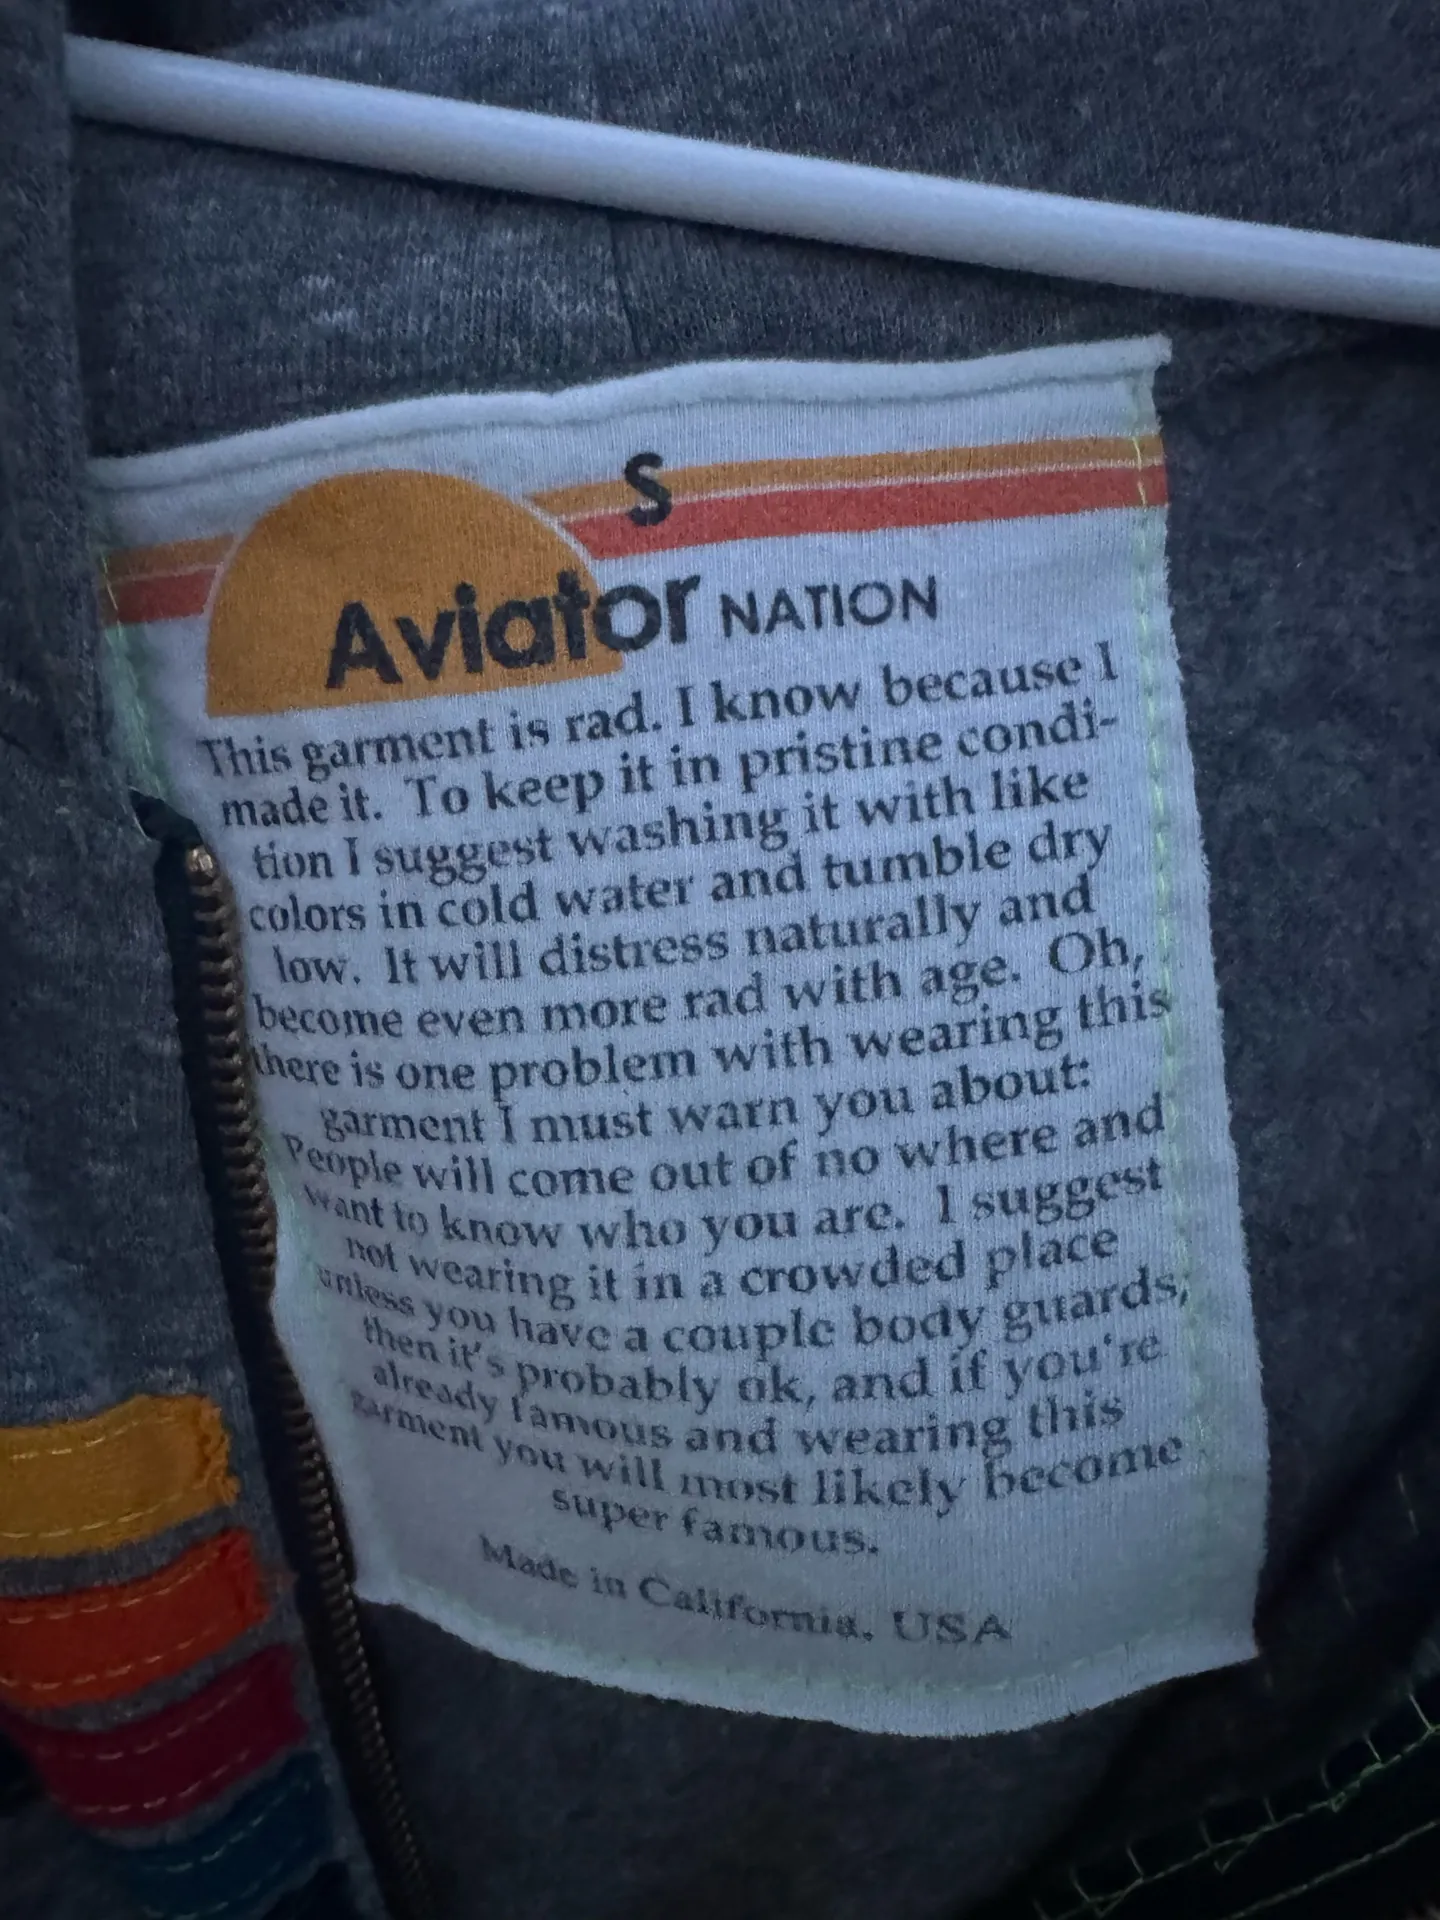 S
Aviator NATION
This garment is rad. I know because I
made it. To keep it in pristine condi-
tion I suggest washing it with like
colors in cold water and tumble dry
low. It will distress naturally and
become even more rad with age. Oh,
there is one problem with wearing this
garment I must warn you about:
People will come out of no where and
want to know who you are. I suggest
not wearing it in a crowded place
unless you have a couple body guards,
then it's probably ok, and if you're
already famous and wearing this
garment you will most likely become
super famous.
Made in California, USA